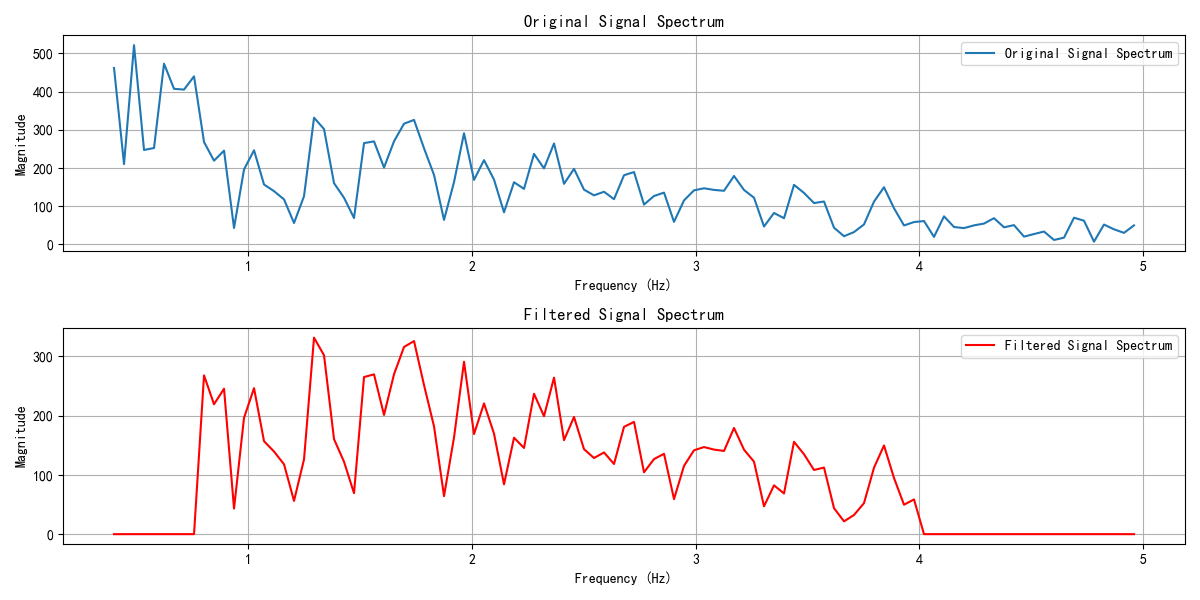 Original Signal Spectrum
Original Signal Spectrum
500
400
300
200
100
0
Magnitude
1 2 3 4 5
Frequency (Hz)
Filtered Signal Spectrum
Filtered Signal Spectrum
300
200
100
0
Magnitude
1 2 3 4 5
Frequency (Hz)